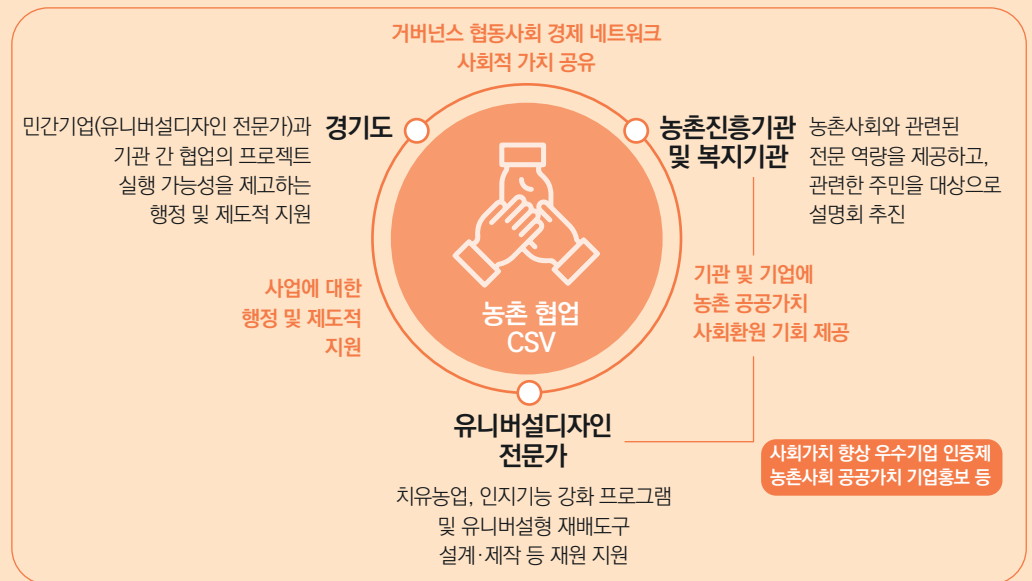 거버넌스 협동사회 경제 네트워크
사회적 가치 공유
경기도
민간기업(유니버설디자인 전문가)과
기관 간 협업의 프로젝트
실행 가능성을 제고하는
행정 및 제도적 지원
농촌진흥기관
및 복지기관
농촌사회와 관련된
전문 역량을 제공하고,
관련한 주민을 대상으로
설명회 추진
사업에 대한
행정 및 제도적
지원
농촌 협업
CSV
기관 및 기업에
농촌 공공가치
사회환원 기회 제공
유니버설디자인
전문가
치유농업, 인지기능 강화 프로그램
및 유니버설형 재배도구
설계·제작 등 재원 지원
사회가치 향상 우수기업 인증제
농촌사회 공공가치 기업홍보 등